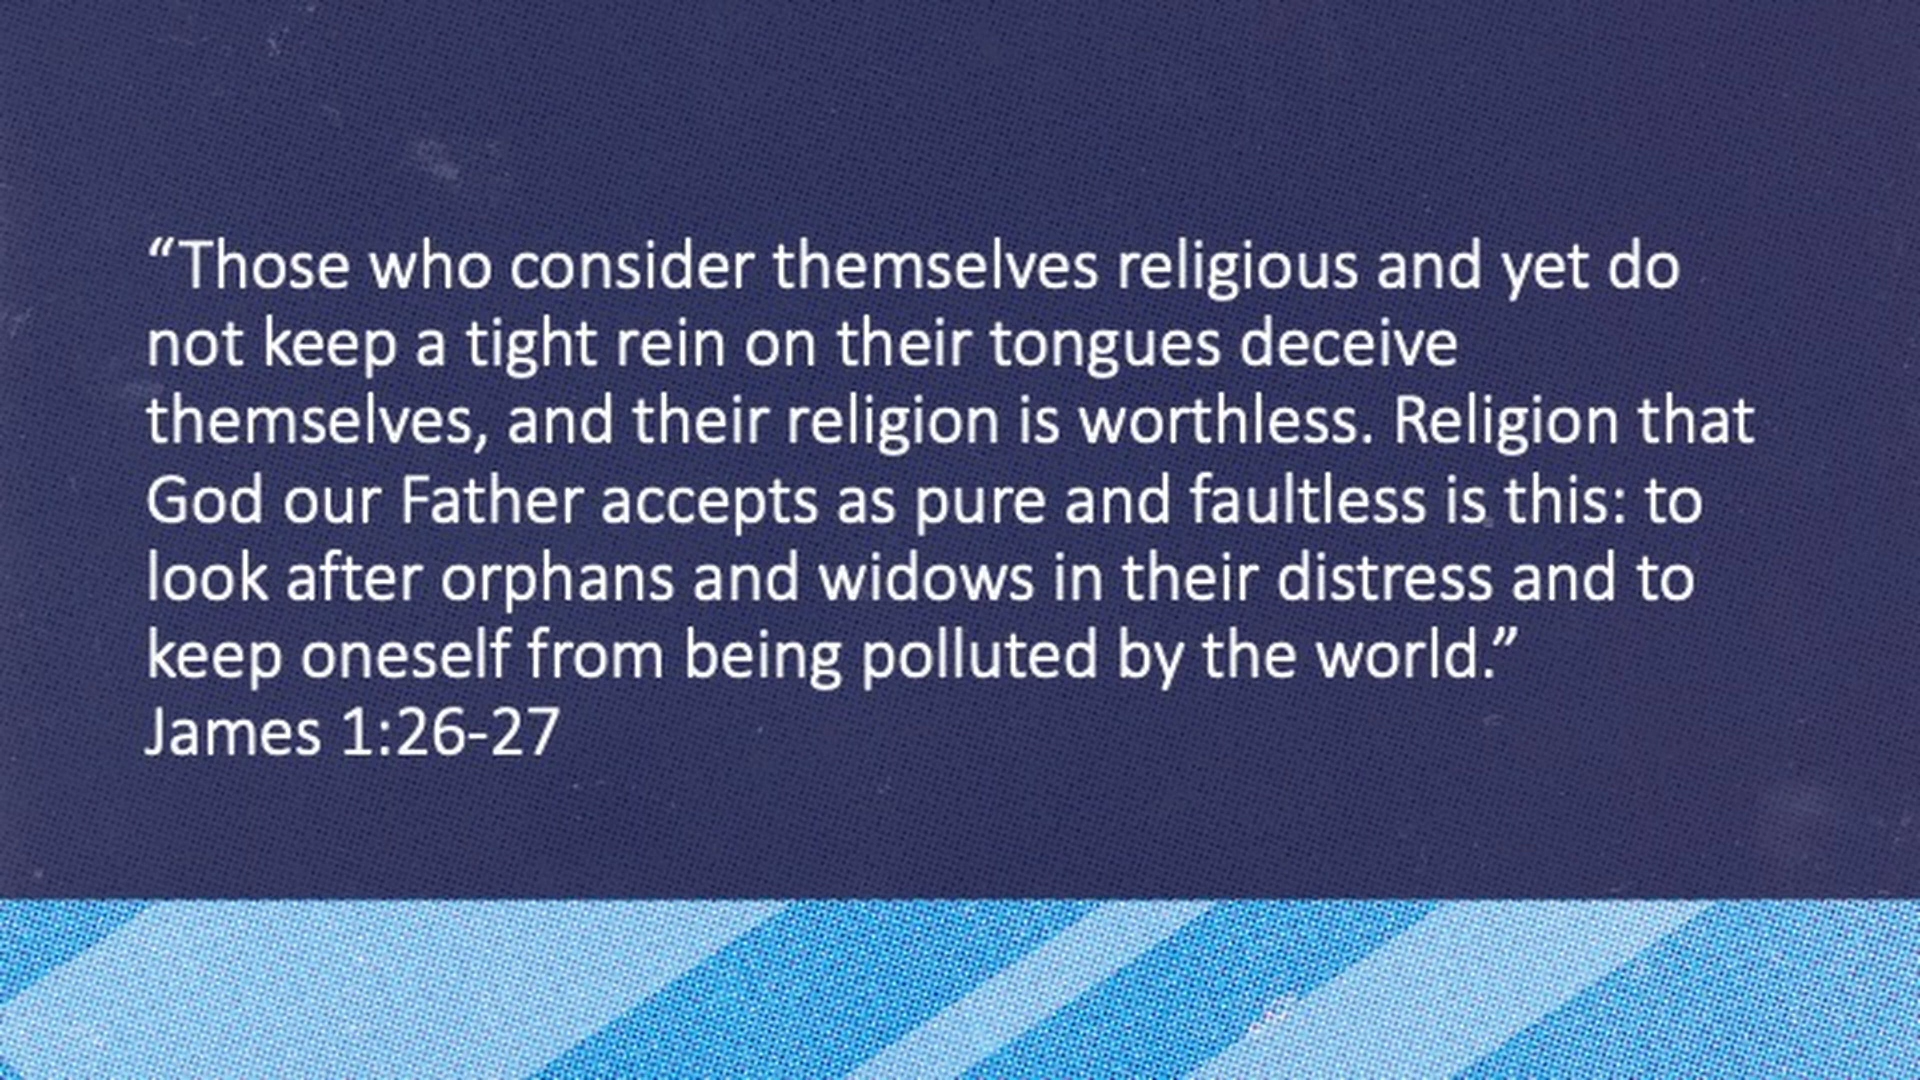 “Those who consider themselves religious and yet do
not keep a tight rein on their tongues deceive
themselves, and their religion is worthless. Religion that
God our Father accepts as pure and faultless is this: to
look after orphans and widows in their distress and to
keep oneself from being polluted by the world.”
James 1:26-27